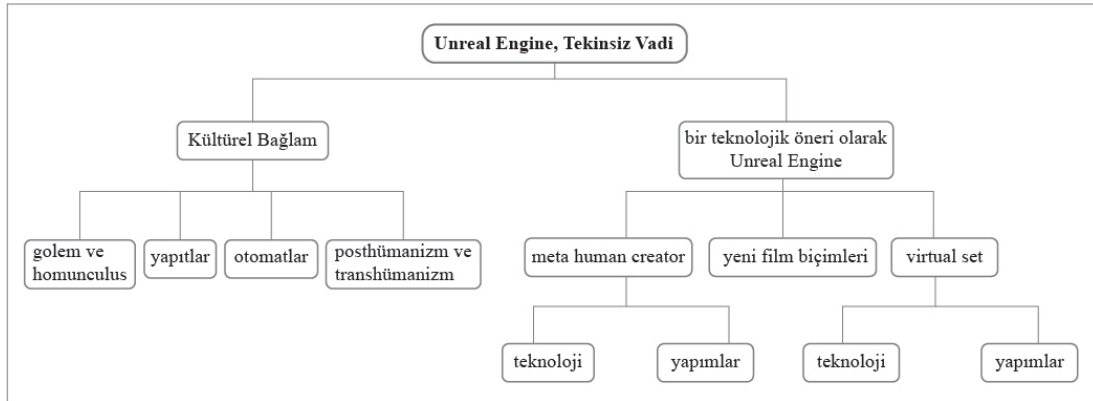 Unreal Engine, Tekinsiz Vadi
Kültürel Bağlam
bir teknolojik öneri olarak
Unreal Engine
golem ve
homunculus
yapıtlar
otomatlar
posthümanizm ve
transhümanizm
meta human creator
yeni film biçimleri
virtual set
teknoloji
yapımlar
teknoloji
yapımlar